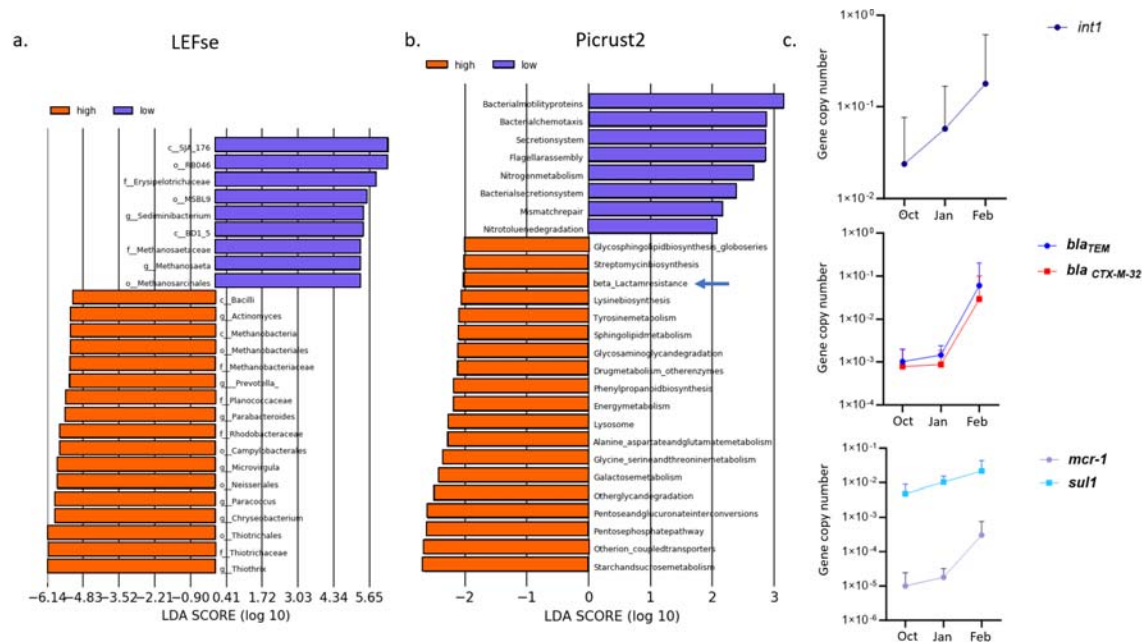 a.
LEFse
high
low
c__SJA_176
o__RB046
f__Erysipelotrichaceae
o__MSBL9
g__Sediminibacterium
c__BD1_5
f__Methanosaetaceae
g__Methanosaeta
o__Methanosarcinales
c__Bacilli
g__Actinomyces
c__Methanobacteria
o__Methanobacteriales
f__Methanobacteriaceae
g___Prevotella_
f__Planococcaceae
g__Parabacteroides
f__Rhodobacteraceae
o__Campylobacterales
g__Microvirgula
o__Neisseriales
g__Paracoccus
g__Chryseobacterium
o__Thiotrichales
f__Thiotrichaceae
g__Thiothrix
−6.14 −4.83 −3.52 −2.21 −0.90 0.41 1.72 3.03 4.34 5.65
LDA SCORE (log 10)
b.
Picrust2
high
low
Bacterialmotilityproteins
Bacterialchemotaxis
Secretionsystem
Flagellarassembly
Nitrogenmetabolism
Bacterialsecretionsystem
Mismatchrepair
Nitrotoluenedegradation
Glycosphingolipidbiosynthesis_globoseries
Streptomycinbiosynthesis
beta_Lactamresistance
Lysinebiosynthesis
Tyrosinemetabolism
Sphingolipidmetabolism
Glycosaminoglycandegradation
Drugmetabolism_otherenzymes
Phenylpropanoidbiosynthesis
Energymetabolism
Lysosome
Alanine_aspartateandglutamatemetabolism
Glycine_serineandthreoninemetabolism
Galactosemetabolism
Otherglycandegradation
Pentoseandglucuronateinterconversions
Pentosephosphatepathway
Otherion_coupledtransporters
Starchandsucrosemetabolism
−2 −1 0 1 2 3
LDA SCORE (log 10)
c.
Gene copy number
1×10⁰
1×10⁻¹
1×10⁻²
Oct Jan Feb
int1
Gene copy number
1×10⁰
1×10⁻¹
1×10⁻²
1×10⁻³
1×10⁻⁴
Oct Jan Feb
bla TEM
bla CTX-M-32
Gene copy number
1×10⁻¹
1×10⁻²
1×10⁻³
1×10⁻⁴
1×10⁻⁵
1×10⁻⁶
Oct Jan Feb
mcr-1
sul1